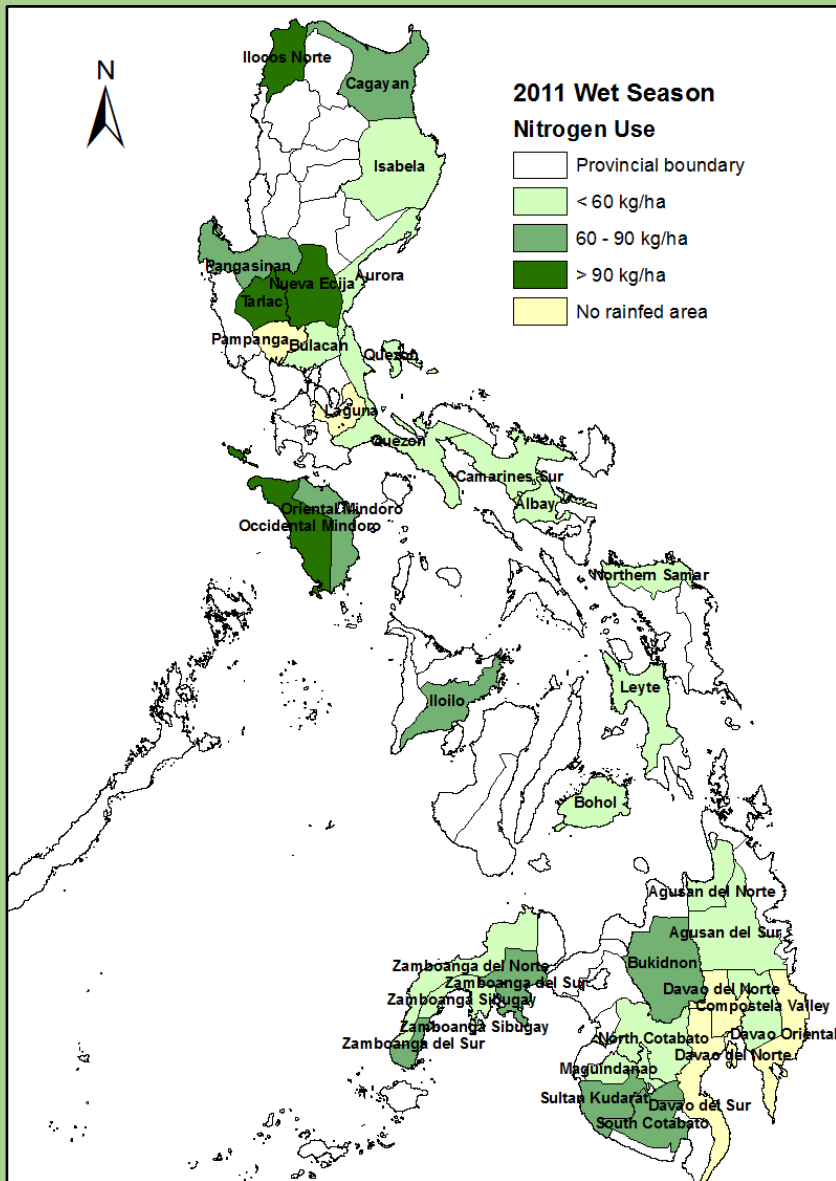 Ilocos Norte
N
Cagayan
2011 Wet Season
Nitrogen Use
Provincial boundary
< 60 kg/ha
60 - 90 kg/ha
> 90 kg/ha
No rainfed area
Isabela
Pangasinan
Aurora
Nueva Ecija
Tarlac
Pampanga
Bulacan
Quezon
Laguna
Quezon
Camarines Sur
Albay
Oriental Mindoro
Occidental Mindoro
Northern Samar
Leyte
Iloilo
Bohol
Agusan del Norte
Agusan del Sur
Bukidnon
Zamboanga del Norte
Zamboanga del Sur
Davao del Norte
Zamboanga Sibugay
Compostela Valley
Zamboanga Sibugay
Davao Oriental
Zamboanga del Sur
North Cotabato
Davao del Norte
Maguindanao
Sultan Kudarat
Davao del Sur
South Cotabato